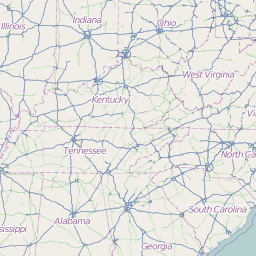 Indiana
Ohio
Illinois
West Virginia
Kentucky
Vi
Tennessee
North Ca
ssissippi
Alabama
South Carolina
Georgia